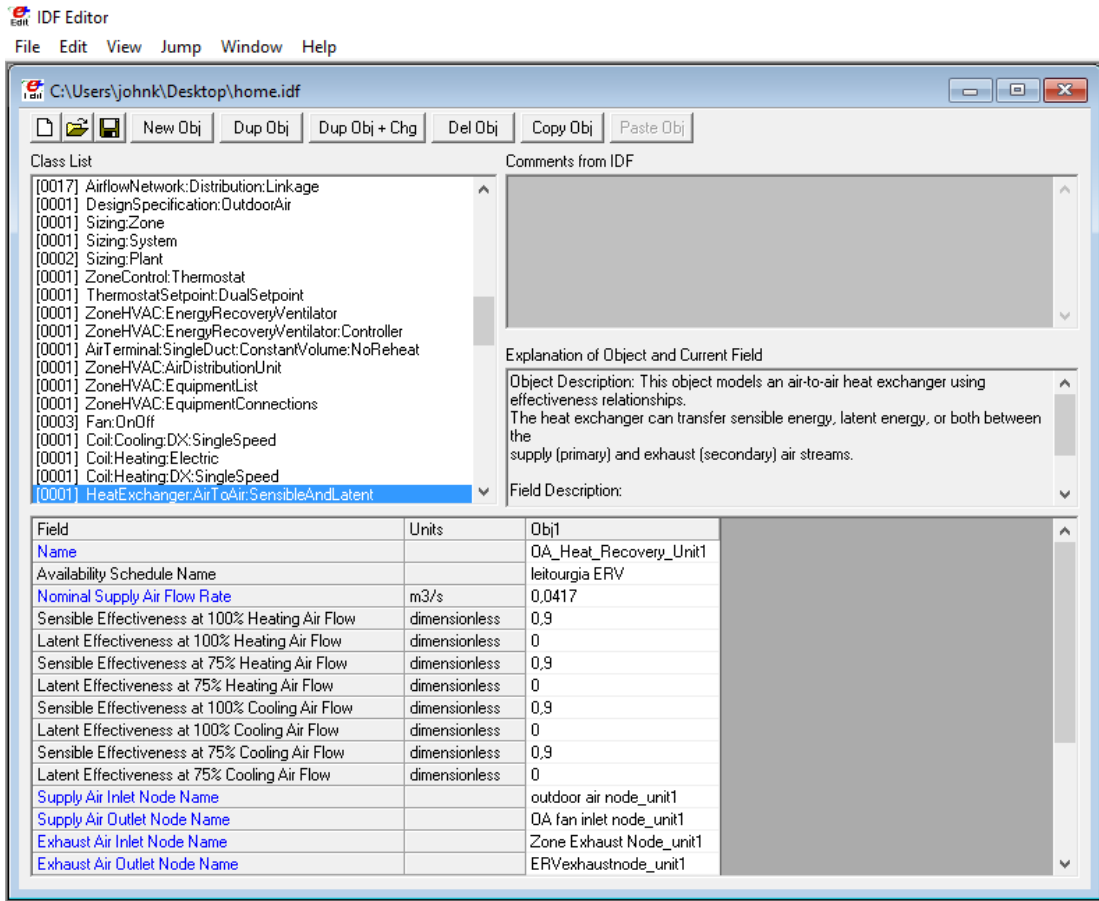 IDF Editor
File Edit View Jump Window Help
C:\Users\johnk\Desktop\home.idf
New Obj Dup Obj Dup Obj + Chg Del Obj Copy Obj Paste Obj
Class List
[0017] AirflowNetwork:Distribution:Linkage
[0001] DesignSpecification:OutdoorAir
[0001] Sizing:Zone
[0001] Sizing:System
[0002] Sizing:Plant
[0001] ZoneControl:Thermostat
[0001] ThermostatSetpoint:DualSetpoint
[0001] ZoneHVAC:EnergyRecoveryVentilator
[0001] ZoneHVAC:EnergyRecoveryVentilator:Controller
[0001] AirTerminal:SingleDuct:ConstantVolume:NoReheat
[0001] ZoneHVAC:AirDistributionUnit
[0001] ZoneHVAC:EquipmentList
[0001] ZoneHVAC:EquipmentConnections
[0003] Fan:OnOff
[0001] Coil:Cooling:DX:SingleSpeed
[0001] Coil:Heating:Electric
[0001] Coil:Heating:DX:SingleSpeed
[0001] HeatExchanger:AirToAir:SensibleAndLatent
Comments from IDF
Explanation of Object and Current Field
Object Description: This object models an air-to-air heat exchanger using
effectiveness relationships.
The heat exchanger can transfer sensible energy, latent energy, or both between
the
supply (primary) and exhaust (secondary) air streams.
Field Description:
Field Units Obj1
Name OA_Heat_Recovery_Unit1
Availability Schedule Name leitourgia ERV
Nominal Supply Air Flow Rate m3/s 0,0417
Sensible Effectiveness at 100% Heating Air Flow dimensionless 0,9
Latent Effectiveness at 100% Heating Air Flow dimensionless 0
Sensible Effectiveness at 75% Heating Air Flow dimensionless 0,9
Latent Effectiveness at 75% Heating Air Flow dimensionless 0
Sensible Effectiveness at 100% Cooling Air Flow dimensionless 0,9
Latent Effectiveness at 100% Cooling Air Flow dimensionless 0
Sensible Effectiveness at 75% Cooling Air Flow dimensionless 0,9
Latent Effectiveness at 75% Cooling Air Flow dimensionless 0
Supply Air Inlet Node Name outdoor air node_unit1
Supply Air Outlet Node Name OA fan inlet node_unit1
Exhaust Air Inlet Node Name Zone Exhaust Node_unit1
Exhaust Air Outlet Node Name ERVexhaustnode_unit1